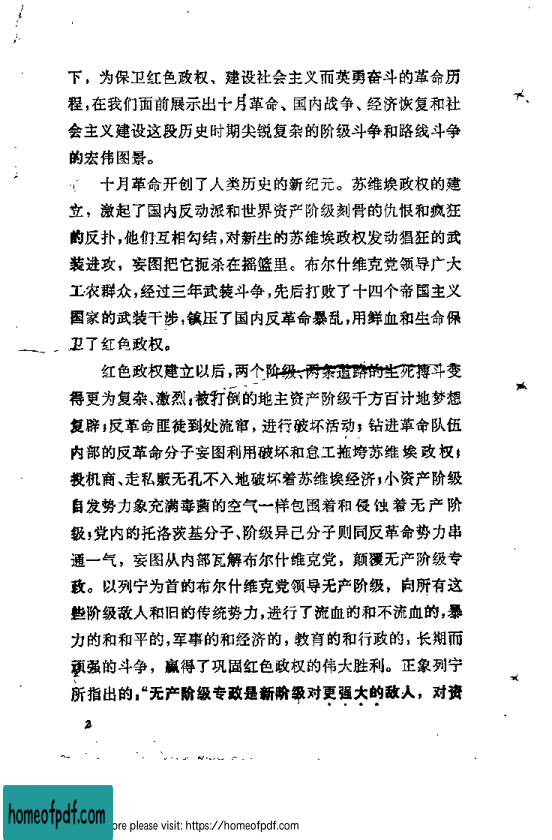 下，为保卫红色政权、建设社会主义而英勇奋斗的革命历
程，在我们面前展示出十月革命、国内战争、经济恢复和社
会主义建设这段历史时期尖锐复杂的阶级斗争和路线斗争
的宏伟图景。
十月革命开创了人类历史的新纪元。苏维埃政权的建
立，激起了国内反动派和世界资产阶级刻骨的仇恨和疯狂
的反扑，他们互相勾结，对新生的苏维埃政权发动猖狂的武
装进攻，妄图把它扼杀在摇篮里。布尔什维克党领导广大
工农群众，经过三年武装斗争，先后打败了十四个帝国主义
国家的武装干涉，镇压了国内反革命暴乱，用鲜血和生命保
卫了红色政权。
红色政权建立以后，两个阶级、两条道路的生死搏斗变
得更为复杂、激烈；被打倒的地主资产阶级千方百计地梦想
复辟；反革命匪徒到处流窜，进行破坏活动；钻进革命队伍
内部的反革命分子妄图利用破坏和怠工拖垮苏维埃政权；
投机商、走私贩无孔不入地破坏着苏维埃经济；小资产阶级
自发势力象充满毒菌的空气一样包围着和侵蚀着无产阶
级；党内的托洛茨基分子、阶级异己分子则同反革命势力串
通一气，妄图从内部瓦解布尔什维克党，颠覆无产阶级专
政。以列宁为首的布尔什维克党领导无产阶级，向所有这
些阶级敌人和旧的传统势力，进行了流血的和不流血的，暴
力的和和平的，军事的和经济的，教育的和行政的，长期而
顽强的斗争，赢得了巩固红色政权的伟大胜利。正象列宁
所指出的：“无产阶级专政是新阶级对更强大的敌人，对资
2
homeofpdf.com
ore please visit: https://homeofpdf.com